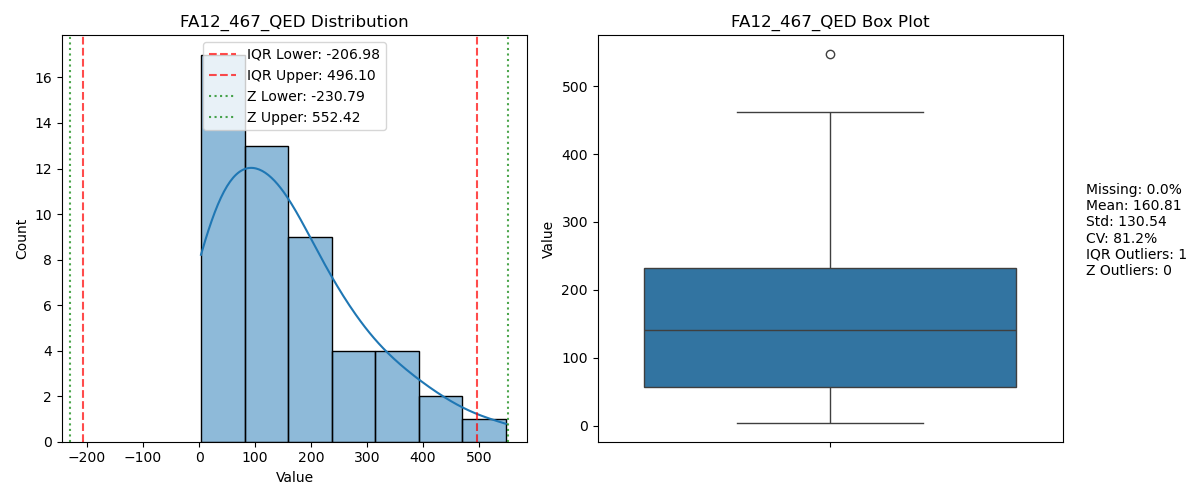 FA12_467_QED Distribution
IQR Lower: -206.98
IQR Upper: 496.10
Z Lower: -230.79
Z Upper: 552.42
Count
16
14
12
10
8
6
4
2
0
−200
−100
0
100
200
300
400
500
Value
FA12_467_QED Box Plot
Value
500
400
300
200
100
0
Missing: 0.0%
Mean: 160.81
Std: 130.54
CV: 81.2%
IQR Outliers: 1
Z Outliers: 0